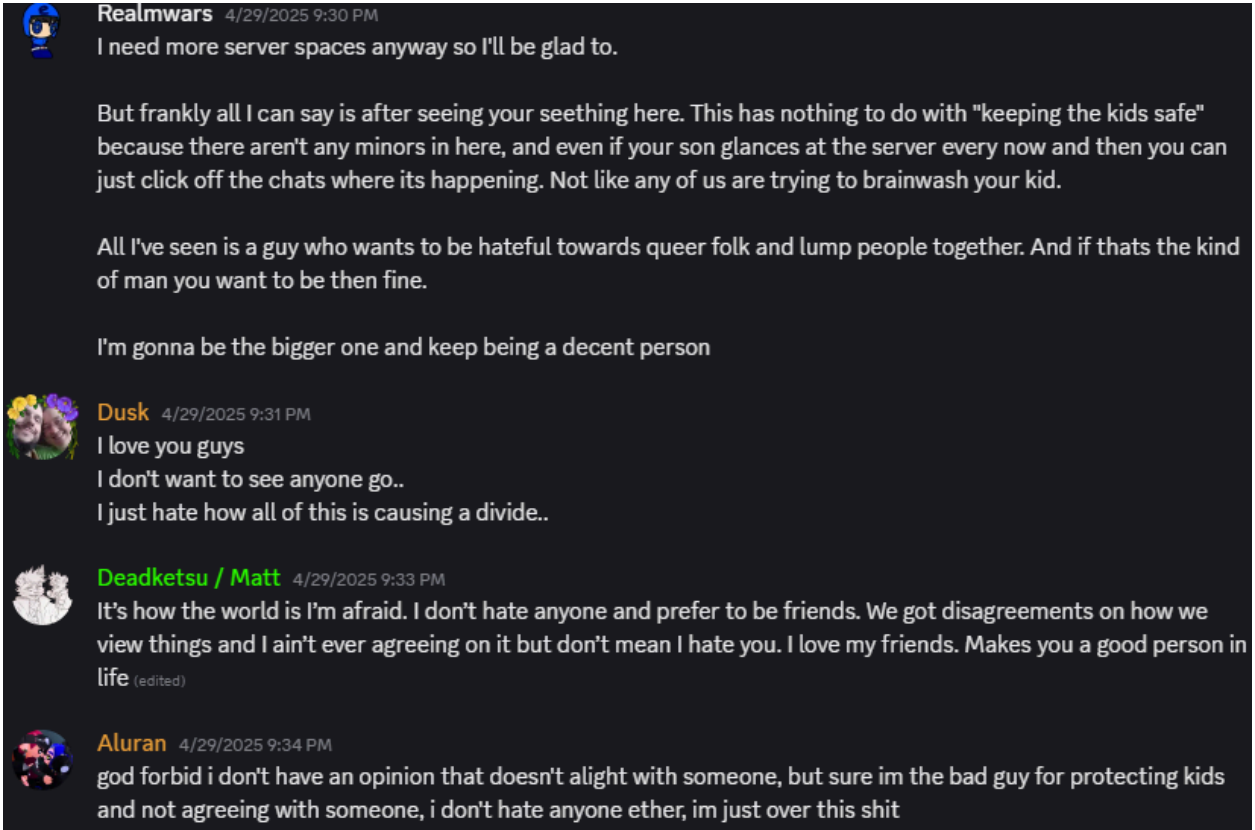 Realmwars 4/29/2025 9:30 PM
I need more server spaces anyway so I'll be glad to.
But frankly all I can say is after seeing your seething here. This has nothing to do with "keeping the kids safe"
because there aren't any minors in here, and even if your son glances at the server every now and then you can
just click off the chats where its happening. Not like any of us are trying to brainwash your kid.
All I've seen is a guy who wants to be hateful towards queer folk and lump people together. And if thats the kind
of man you want to be then fine.
I'm gonna be the bigger one and keep being a decent person
Dusk 4/29/2025 9:31 PM
I love you guys
I don't want to see anyone go..
I just hate how all of this is causing a divide..
Deadketsu / Matt 4/29/2025 9:33 PM
It's how the world is I'm afraid. I don't hate anyone and prefer to be friends. We got disagreements on how we
view things and I ain't ever agreeing on it but don't mean I hate you. I love my friends. Makes you a good person in
life (edited)
Aluran 4/29/2025 9:34 PM
god forbid i don't have an opinion that doesn't alight with someone, but sure im the bad guy for protecting kids
and not agreeing with someone, i don't hate anyone ether, im just over this shit